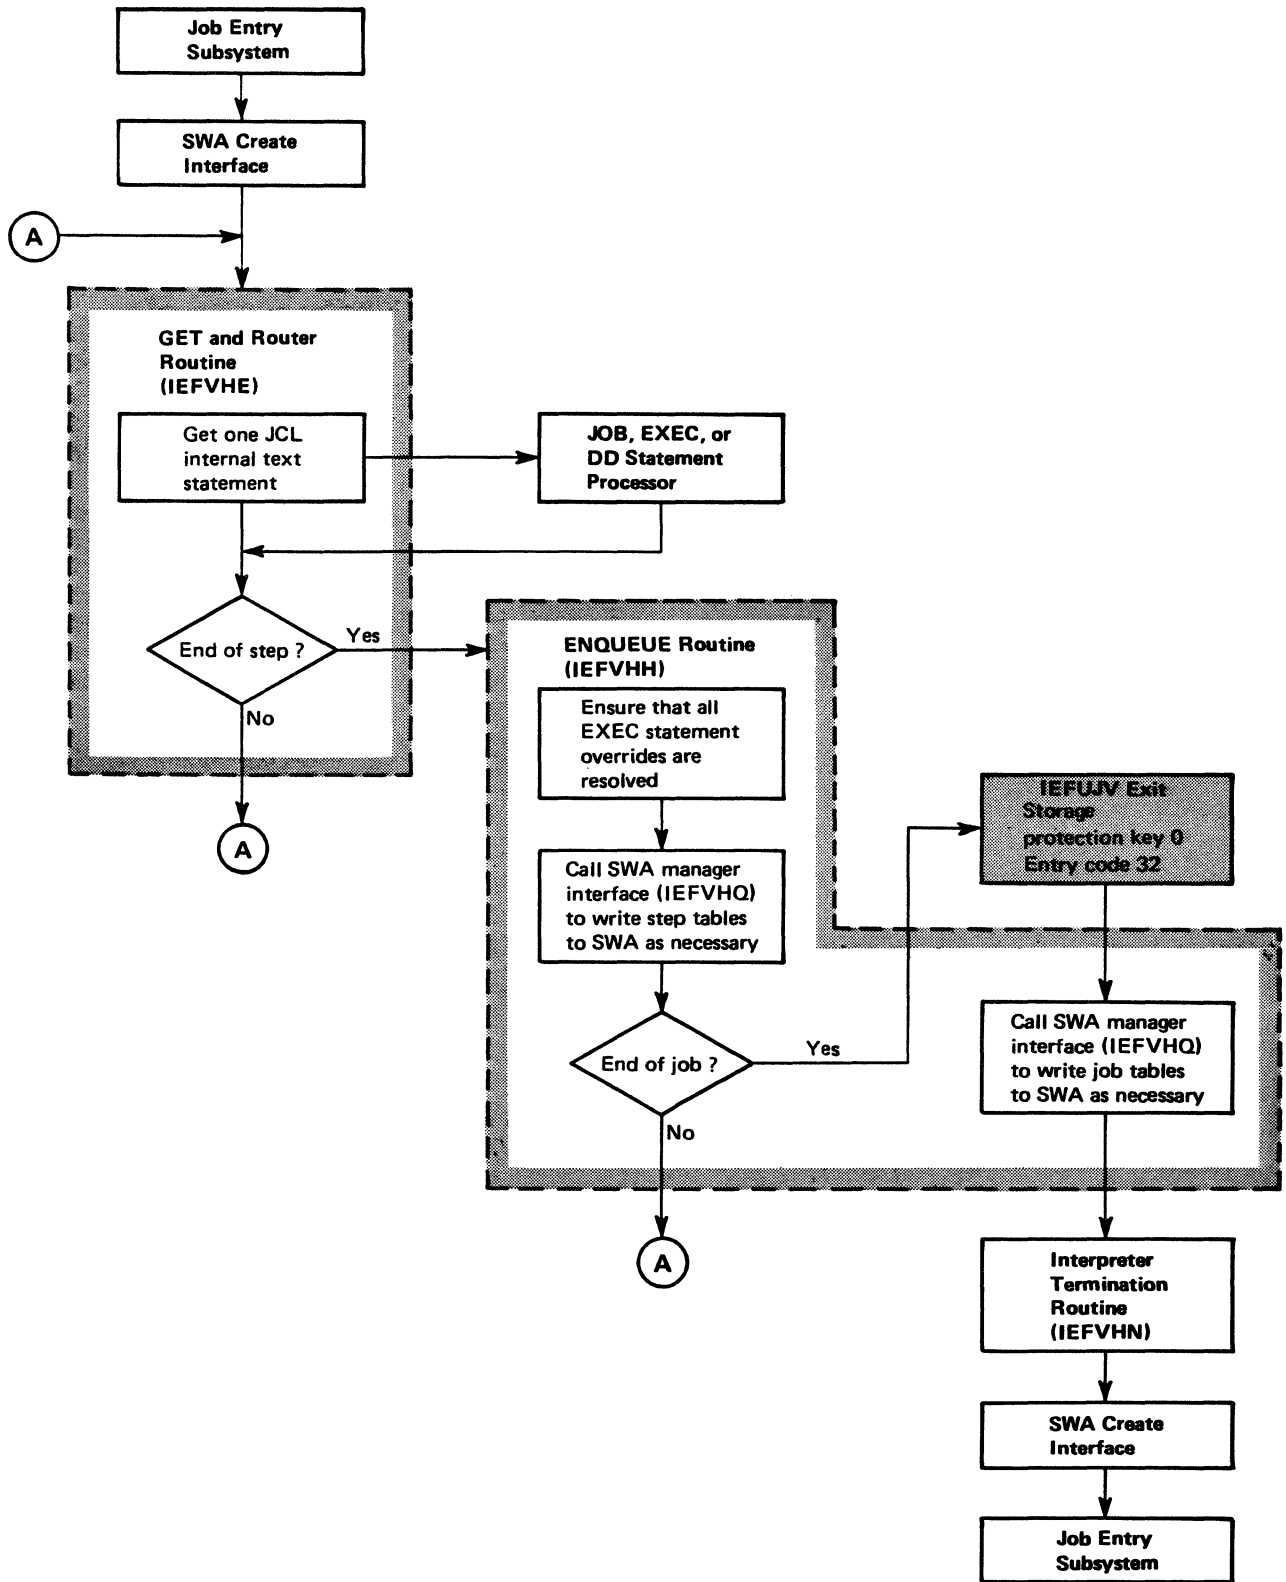 Job Entry
Subsystem
SWA Create
Interface
A
GET and Router
Routine
(IEFVHE)
Get one JCL
internal text
statement
JOB, EXEC, or
DD Statement
Processor
End of step ?
Yes
No
A
ENQUEUE Routine
(IEFVHH)
Ensure that all
EXEC statement
overrides are
resolved
Call SWA manager
interface (IEFVHQ)
to write step tables
to SWA as necessary
End of job ?
Yes
No
A
IEFUJV Exit
Storage
protection key 0
Entry code 32
Call SWA manager
interface (IEFVHQ)
to write job tables
to SWA as necessary
Interpreter
Termination
Routine
(IEFVHN)
SWA Create
Interface
Job Entry
Subsystem